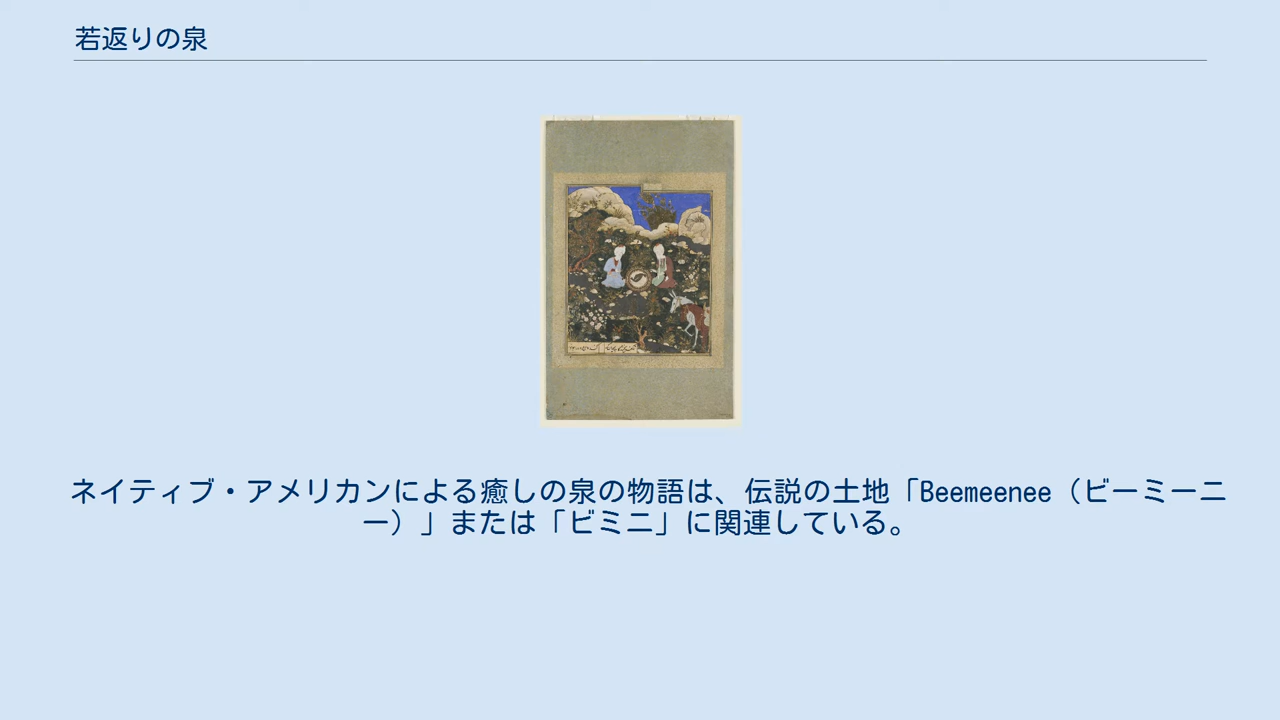 若返りの泉
ネイティブ・アメリカンによる癒しの泉の物語は、伝説の土地「Beemeenee（ビーミーニ
ー）」または「ビミニ」に関連している。